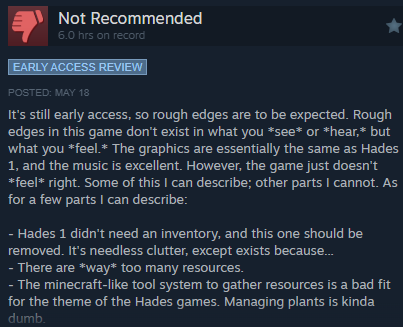 Not Recommended
6.0 hrs on record
EARLY ACCESS REVIEW
POSTED: MAY 18
It's still early access, so rough edges are to be expected. Rough
edges in this game don't exist in what you *see* or *hear,* but
what you *feel.* The graphics are essentially the same as Hades
1, and the music is excellent. However, the game just doesn't
*feel* right. Some of this I can describe; other parts I cannot. As
for a few parts I can describe:
- Hades 1 didn't need an inventory, and this one should be
removed. It's needless clutter, except exists because...
- There are *way* too many resources.
- The minecraft-like tool system to gather resources is a bad fit
for the theme of the Hades games. Managing plants is kinda
dumb.